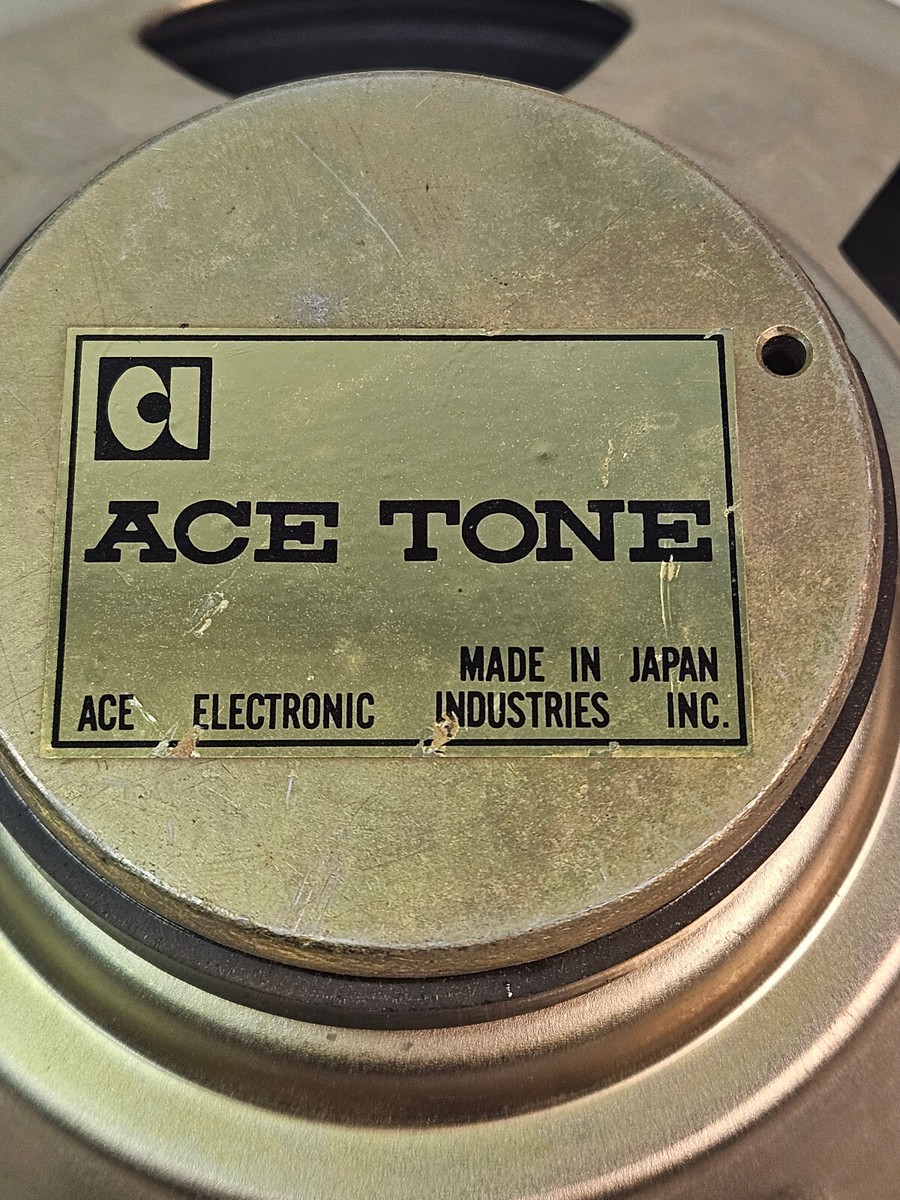 a
ACE TONE
MADE IN JAPAN
ACE ELECTRONIC INDUSTRIES INC.